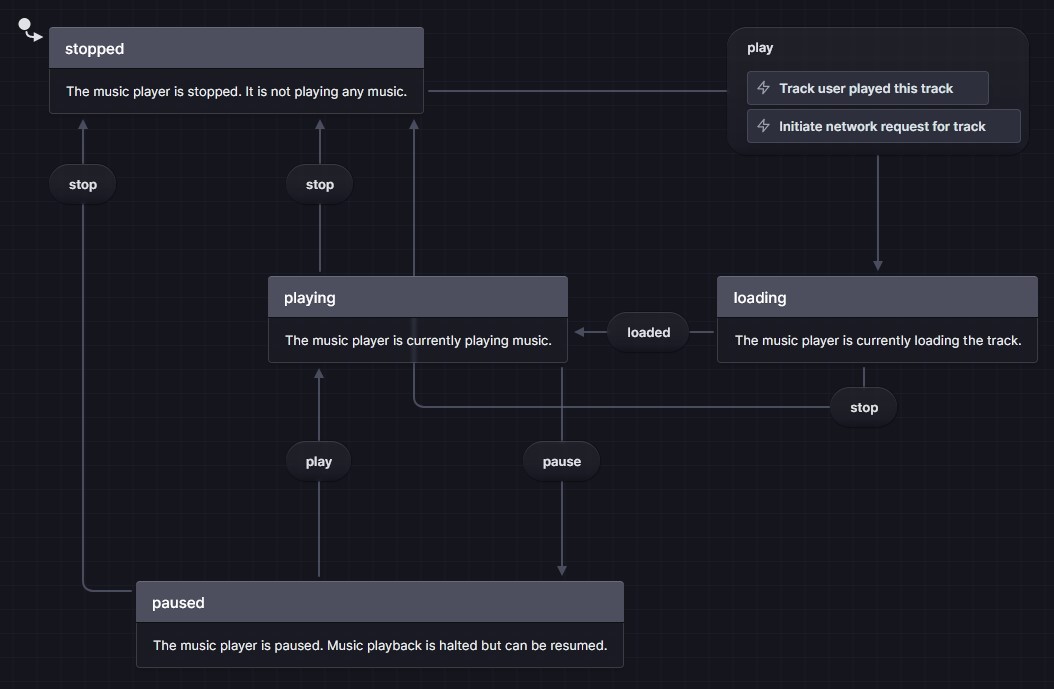 stopped
The music player is stopped. It is not playing any music.
play
Track user played this track
Initiate network request for track
stop
stop
playing
The music player is currently playing music.
loaded
loading
The music player is currently loading the track.
stop
play
pause
paused
The music player is paused. Music playback is halted but can be resumed.